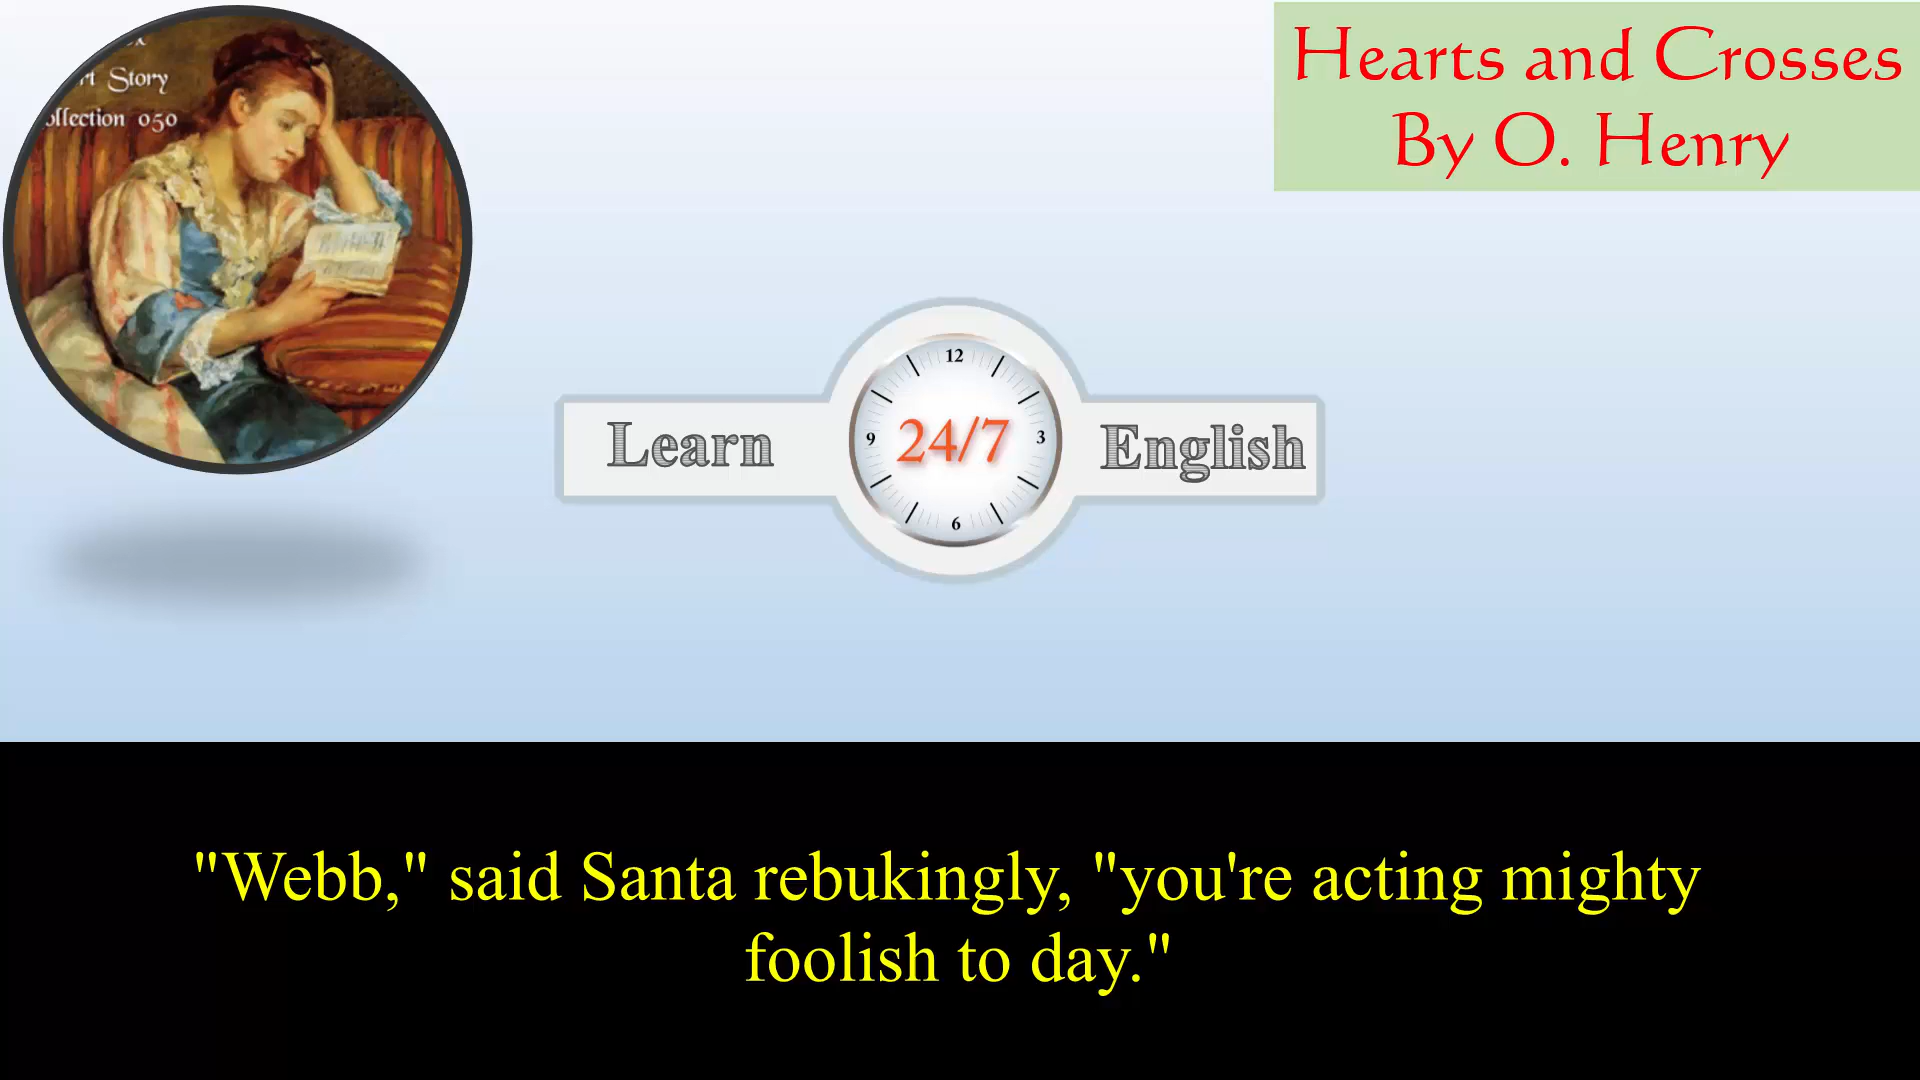 Story
050
Hearts and Crosses
By O. Henry
12
9
3
6
Learn
24/7
English
"Webb," said Santa rebukingly, "you're acting mighty
foolish to day."